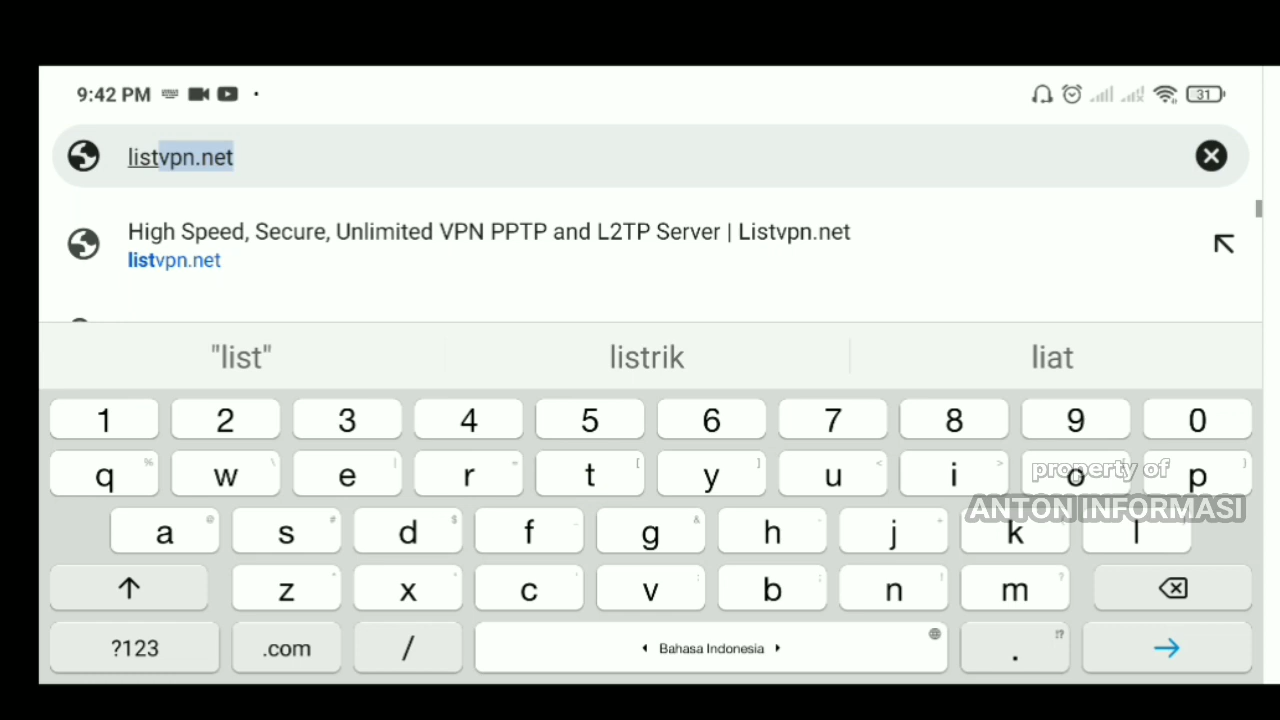 9:42 PM
31
listvpn.net
High Speed, Secure, Unlimited VPN PPTP and L2TP Server | Listvpn.net
listvpn.net
"list" listrik liat
1 2 3 4 5 6 7 8 9 0
q w e r t y u i o p
property of
ANTON INFORMASI
a s d f g h j k l
z x c v b n m
?123 .com / Bahasa Indonesia .